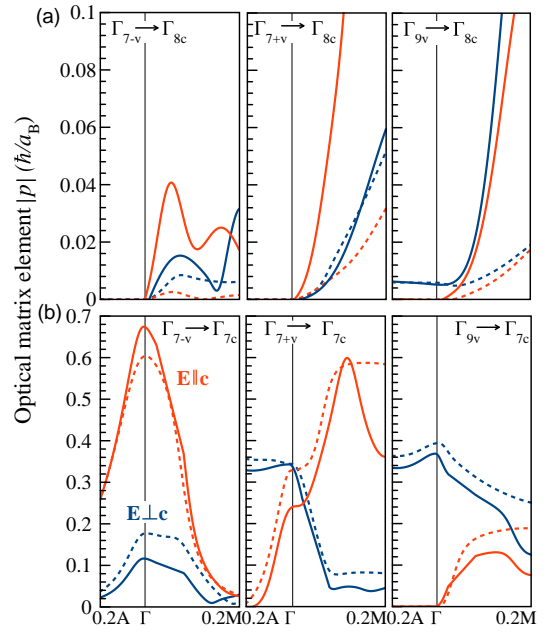 (a)
Γ7-v → Γ8c
Γ7+v → Γ8c
Γ9v → Γ8c
0.1
0.08
0.06
0.04
0.02
0
Optical matrix element |p| (ħ/aB)
(b)
Γ7-v → Γ7c
Γ7+v → Γ7c
Γ9v → Γ7c
0.7
0.6
0.5
0.4
0.3
0.2
0.1
0
E∥c
E⊥c
0.2A Γ 0.2M
0.2A Γ 0.2M
0.2A Γ 0.2M